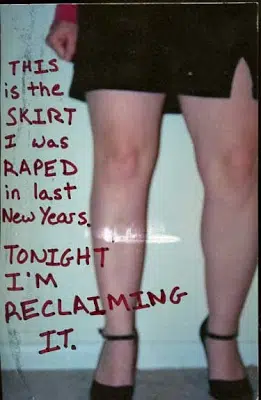 THIS
is the
SKIRT
I was
RAPED
in last
New Years.
TONIGHT
I'M
RECLAIMING
IT.